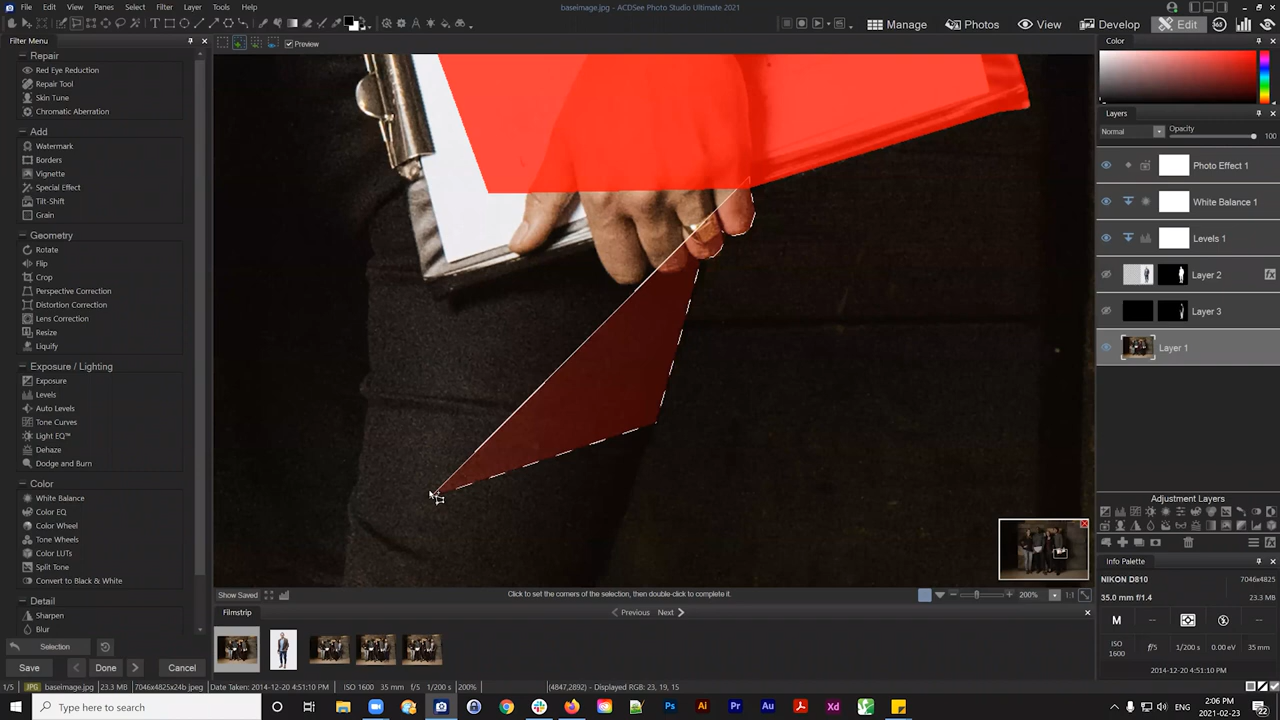 baseimage.jpg - ACDSee Photo Studio Ultimate 2021
File Edit View Tools Panes Select Filter Layer Help
Manage Photos View Develop Edit 365
Filter Menu
Preview
Color
Repair
Red Eye Reduction
Repair Tool
Skin Tune
Chromatic Aberration
Add
Watermark
Borders
Vignette
Special Effect
Tilt-Shift
Grain
Geometry
Rotate
Flip
Crop
Perspective Correction
Distortion Correction
Lens Correction
Resize
Liquify
Exposure / Lighting
Exposure
Levels
Auto Levels
Tone Curves
Light EQ™
Dehaze
Dodge and Burn
Color
White Balance
Color EQ
Color Wheel
Tone Wheels
Color LUTs
Split Tone
Convert to Black & White
Detail
Sharpen
Blur
Selection
Save Done Cancel
Layers
Normal Opacity 100
Photo Effect 1
White Balance 1
Levels 1
Layer 2
Layer 3
Layer 1
Adjustment Layers
Info Palette
NIKON D810 7046x4825
35.0 mm f/1.4 23.3 MB
M -- --
ISO 1600 f/5 1/200 s 0.00 eV 35 mm
2014-12-20 4:51:10 PM
Show Saved Click to set the corners of the selection, then double-click to complete it. 200% 1:1
Filmstrip Previous Next
1/5 JPG baseimage.jpg 23.3 MB 7046x4825x24b jpeg Date Taken: 2014-12-20 4:51:10 PM ISO 1600 35 mm f/5 1/200 s 200% (4847,2892) - Displayed RGB: 23, 19, 15
Type here to search
Ps Ai Pr Au Xd
ENG 2:06 PM
2021-02-23